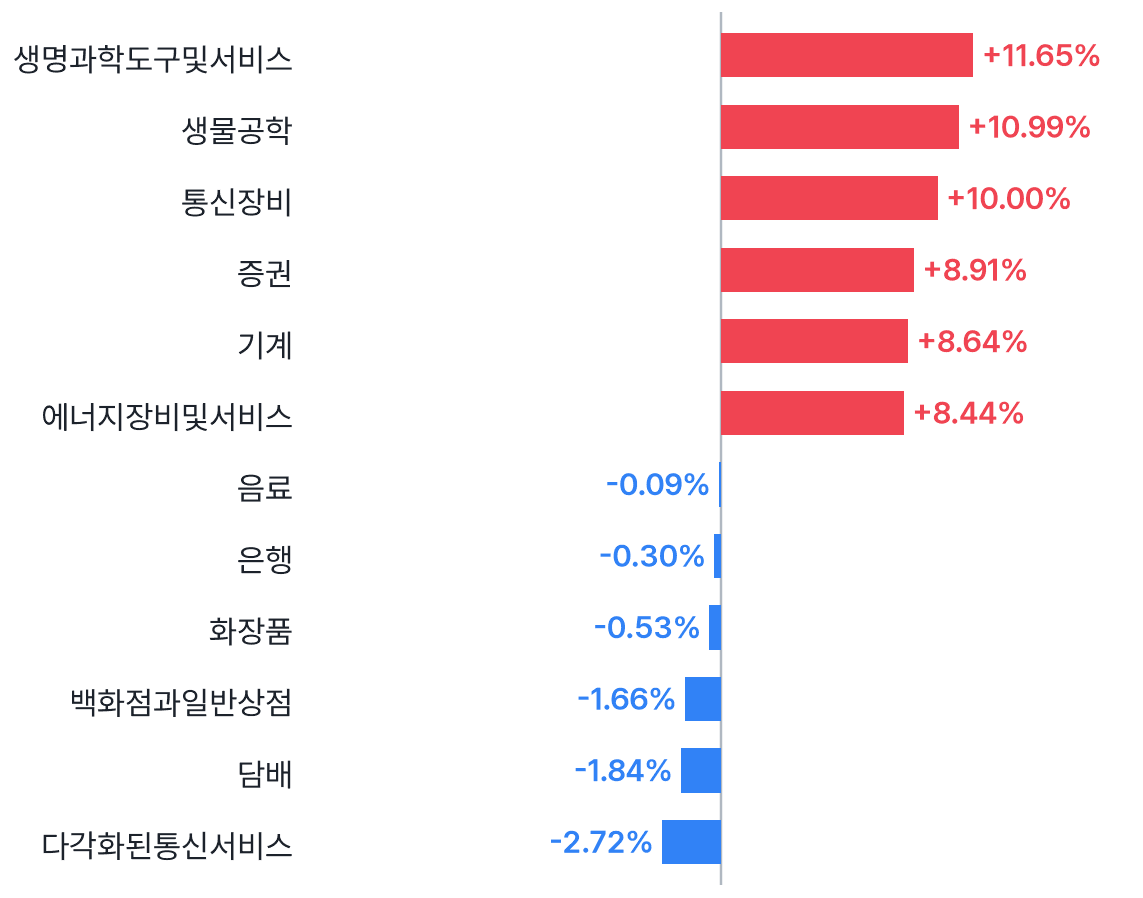 생명과학도구및서비스 +11.65%
생물공학 +10.99%
통신장비 +10.00%
증권 +8.91%
기계 +8.64%
에너지장비및서비스 +8.44%
음료 -0.09%
은행 -0.30%
화장품 -0.53%
백화점과일반상점 -1.66%
담배 -1.84%
다각화된통신서비스 -2.72%